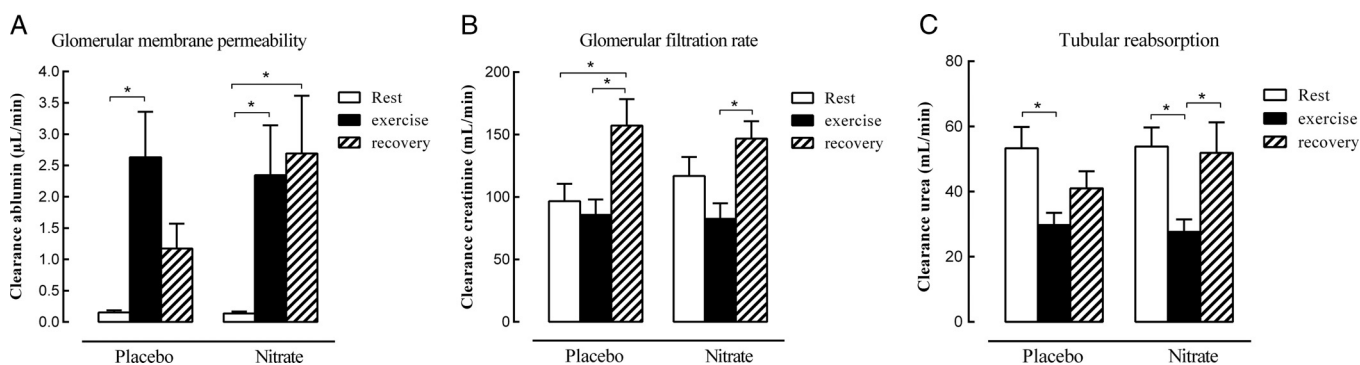 A
Glomerular membrane permeability
Clearance ablumin (µL/min)
4.0
3.5
3.0
2.5
2.0
1.5
1.0
0.5
0.0
*
*
*
Rest
exercise
recovery
Placebo
Nitrate
B
Glomerular filtration rate
Clearance creatinine (mL/min)
200
150
100
50
0
*
*
*
Rest
exercise
recovery
Placebo
Nitrate
C
Tubular reabsorption
Clearance urea (mL/min)
80
60
40
20
0
*
*
*
Rest
exercise
recovery
Placebo
Nitrate